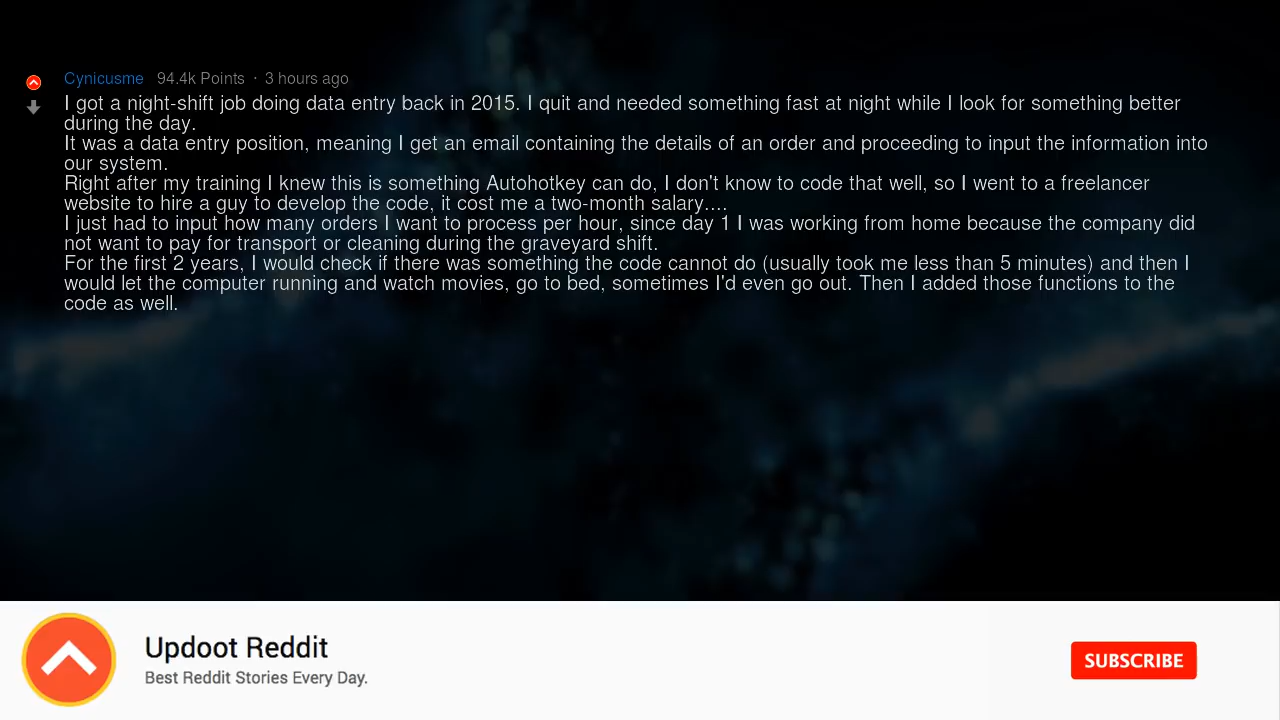 Cynicusme 94.4k Points · 3 hours ago
I got a night-shift job doing data entry back in 2015. I quit and needed something fast at night while I look for something better
during the day.
It was a data entry position, meaning I get an email containing the details of an order and proceeding to input the information into
our system.
Right after my training I knew this is something Autohotkey can do, I don't know to code that well, so I went to a freelancer
website to hire a guy to develop the code, it cost me a two-month salary....
I just had to input how many orders I want to process per hour, since day 1 I was working from home because the company did
not want to pay for transport or cleaning during the graveyard shift.
For the first 2 years, I would check if there was something the code cannot do (usually took me less than 5 minutes) and then I
would let the computer running and watch movies, go to bed, sometimes I'd even go out. Then I added those functions to the
code as well.
Updoot Reddit
Best Reddit Stories Every Day.
SUBSCRIBE